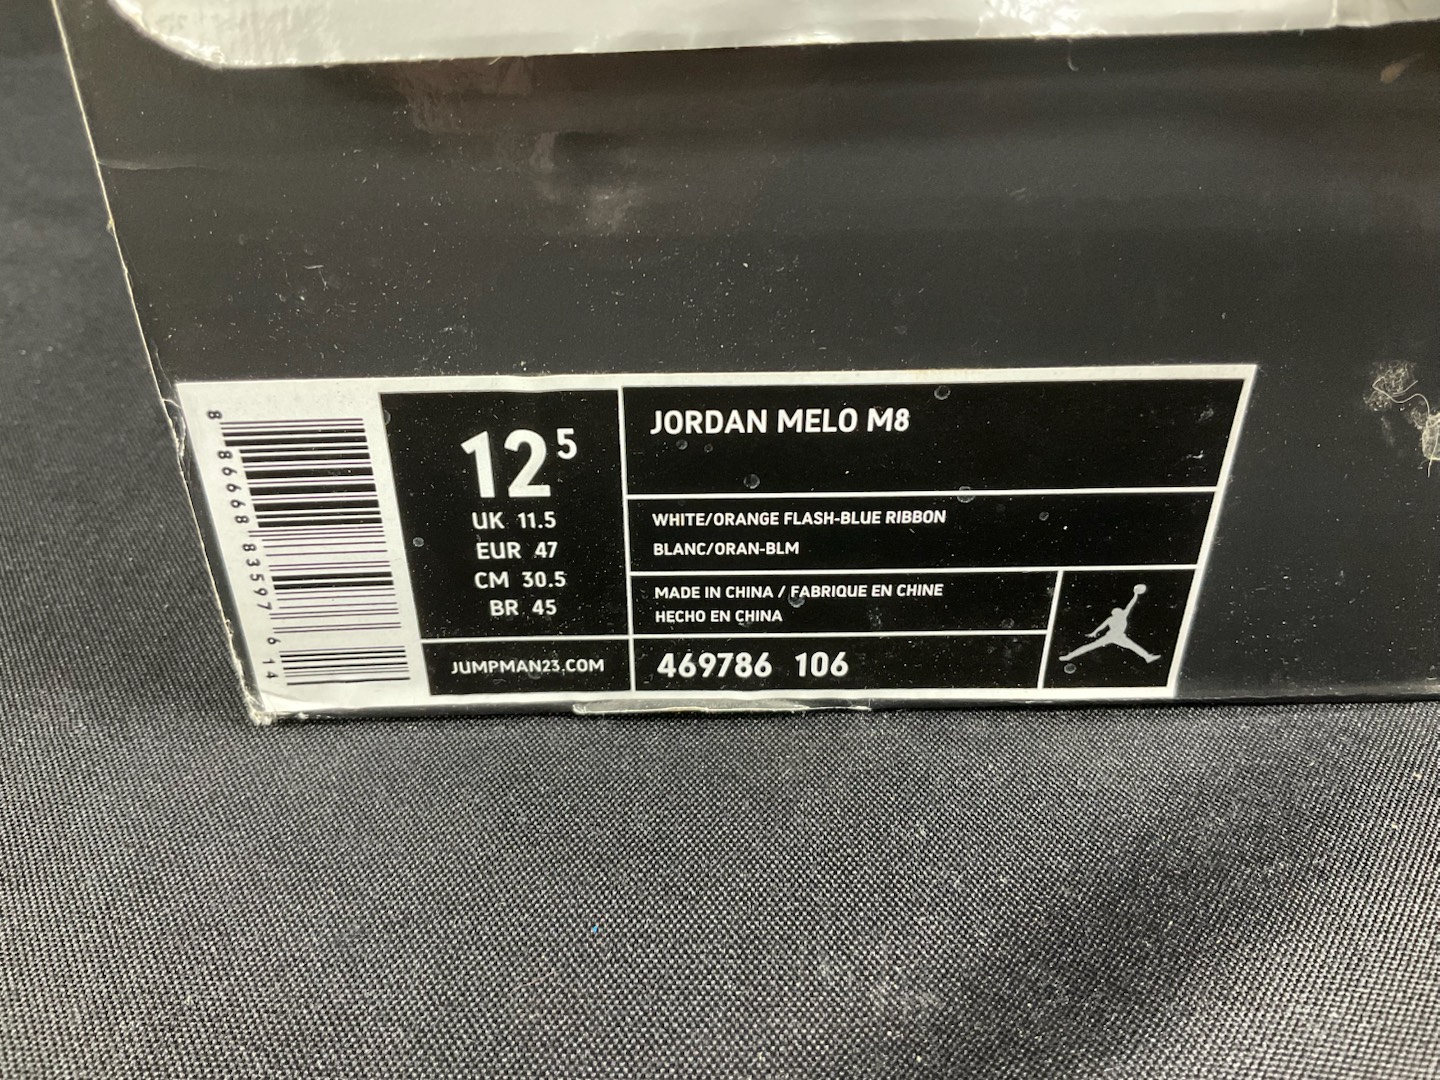 8 86668 83597 6 14
12 5
UK 11.5
EUR 47
CM 30.5
BR 45
JUMPMAN23.COM
JORDAN MELO M8
WHITE/ORANGE FLASH-BLUE RIBBON
BLANC/ORAN-BLM
MADE IN CHINA / FABRIQUE EN CHINE
HECHO EN CHINA
469786 106